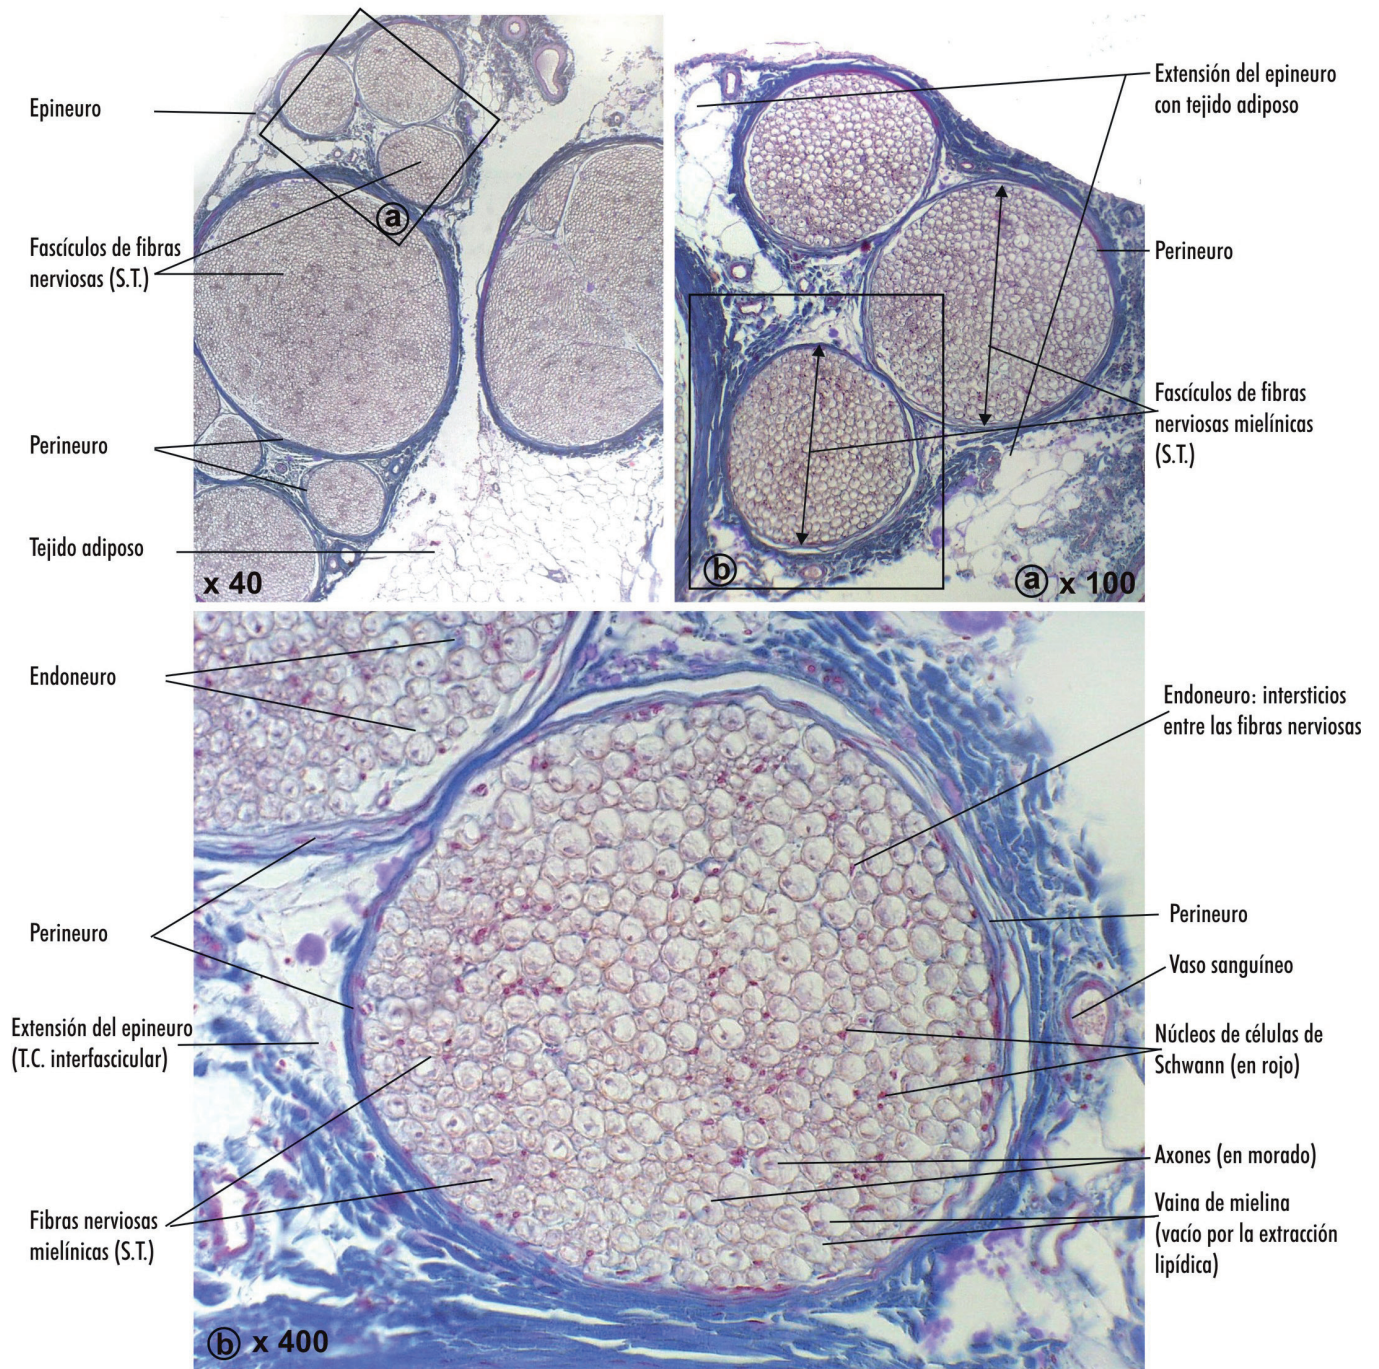 Epineuro
Fascículos de fibras
nerviosas (S.T.)
Perineuro
Tejido adiposo
a
x 40
Extensión del epineuro
con tejido adiposo
Perineuro
Fascículos de fibras
nerviosas mielínicas
(S.T.)
b
a x 100
Endoneuro
Perineuro
Extensión del epineuro
(T.C. interfascicular)
Fibras nerviosas
mielínicas (S.T.)
Endoneuro: intersticios
entre las fibras nerviosas
Perineuro
Vaso sanguíneo
Núcleos de células de
Schwann (en rojo)
Axones (en morado)
Vaina de mielina
(vacío por la extracción
lipídica)
b x 400